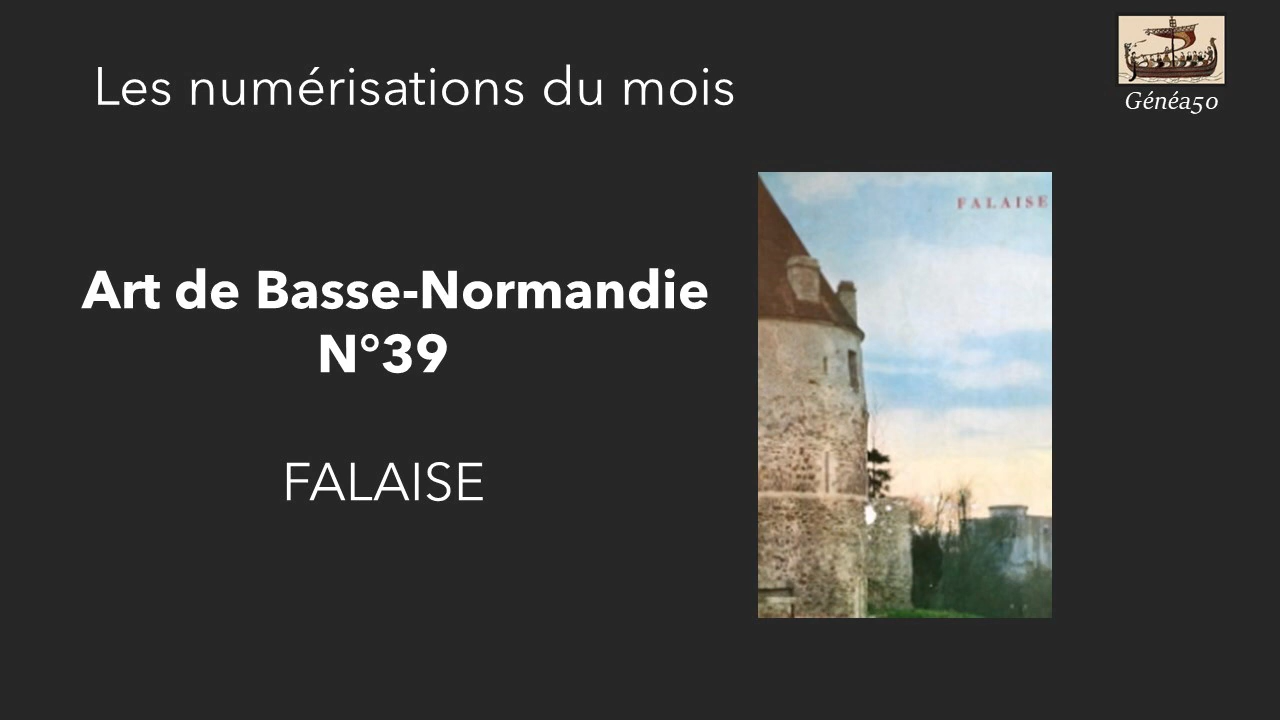 Les numérisations du mois
Généa50
FALAISE
Art de Basse-Normandie
N°39
FALAISE